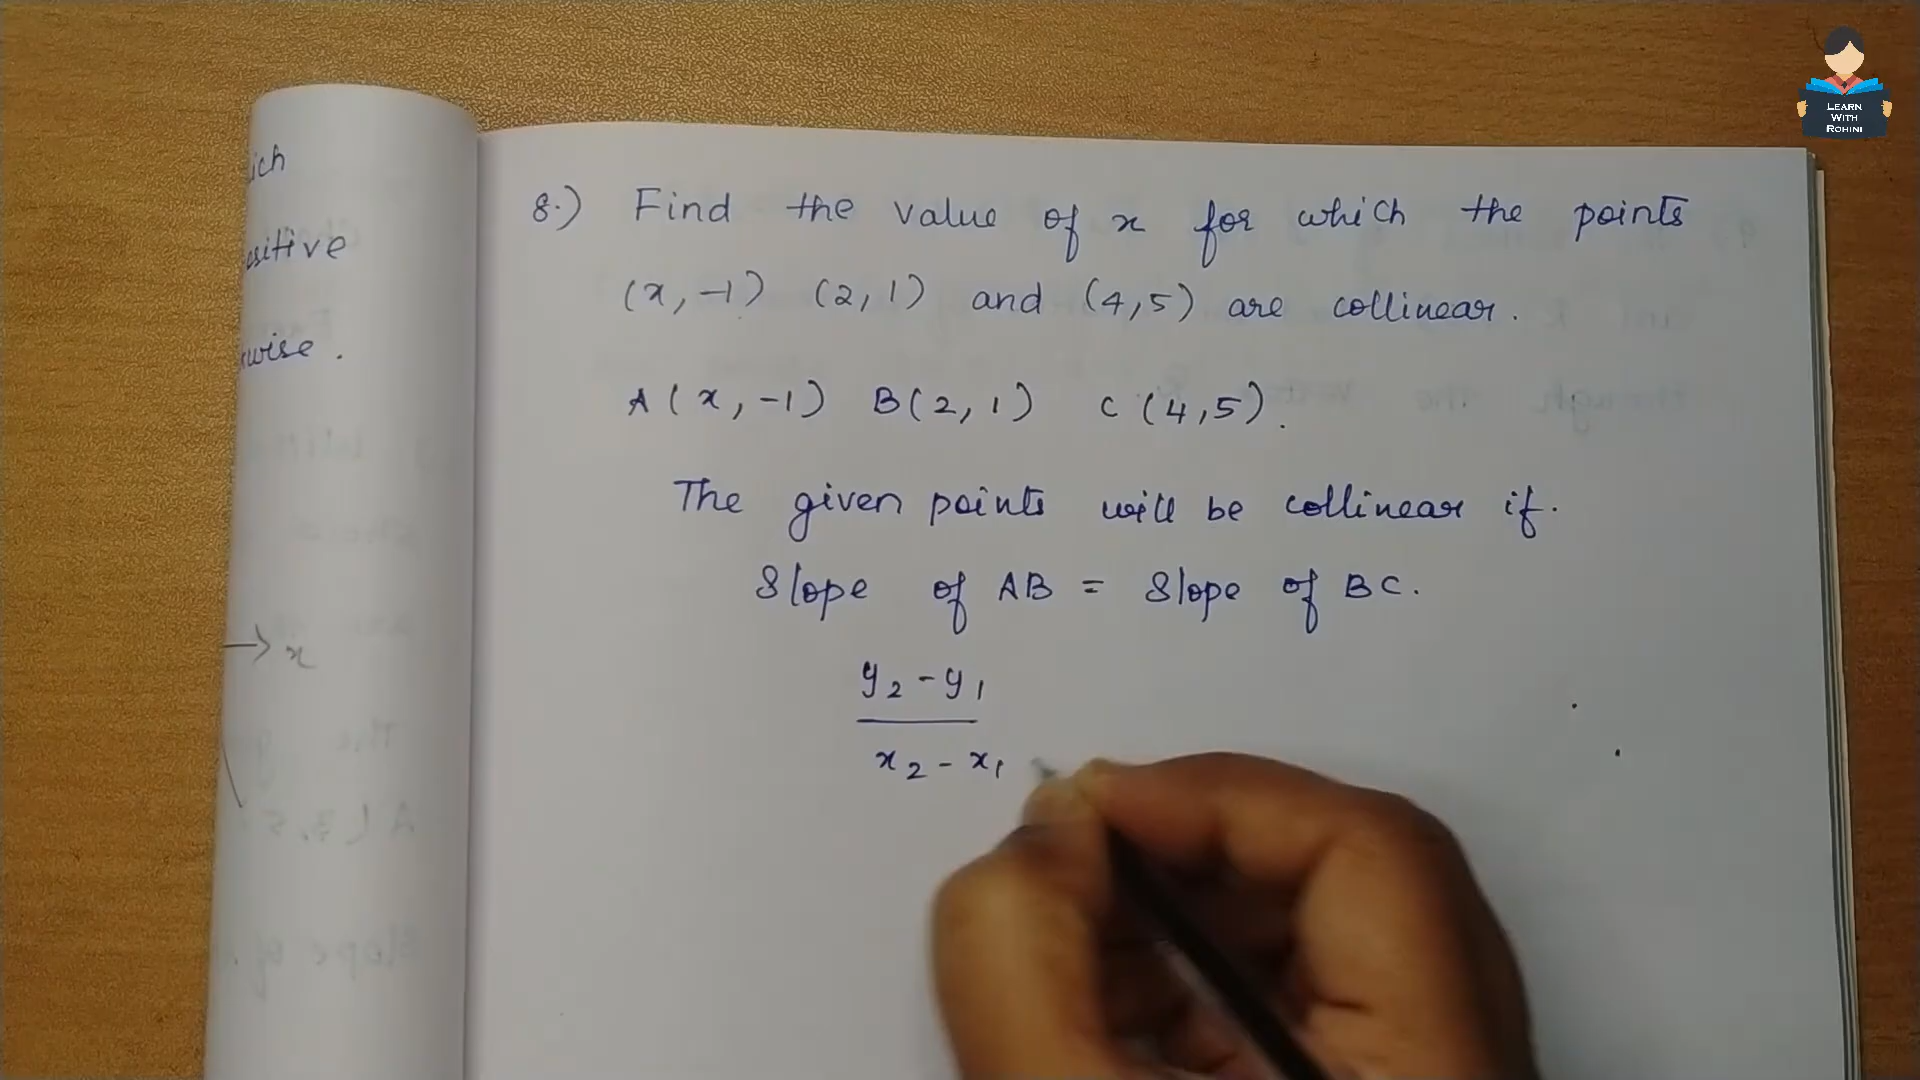 LEARN
WITH
ROHINI
8.) Find the value of x for which the points
(x, -1) (2, 1) and (4, 5) are collinear.
A(x, -1) B(2, 1) C(4, 5).
The given points will be collinear if.
Slope of AB = Slope of BC.
y₂ - y₁
x₂ - x₁
wise.
→ x